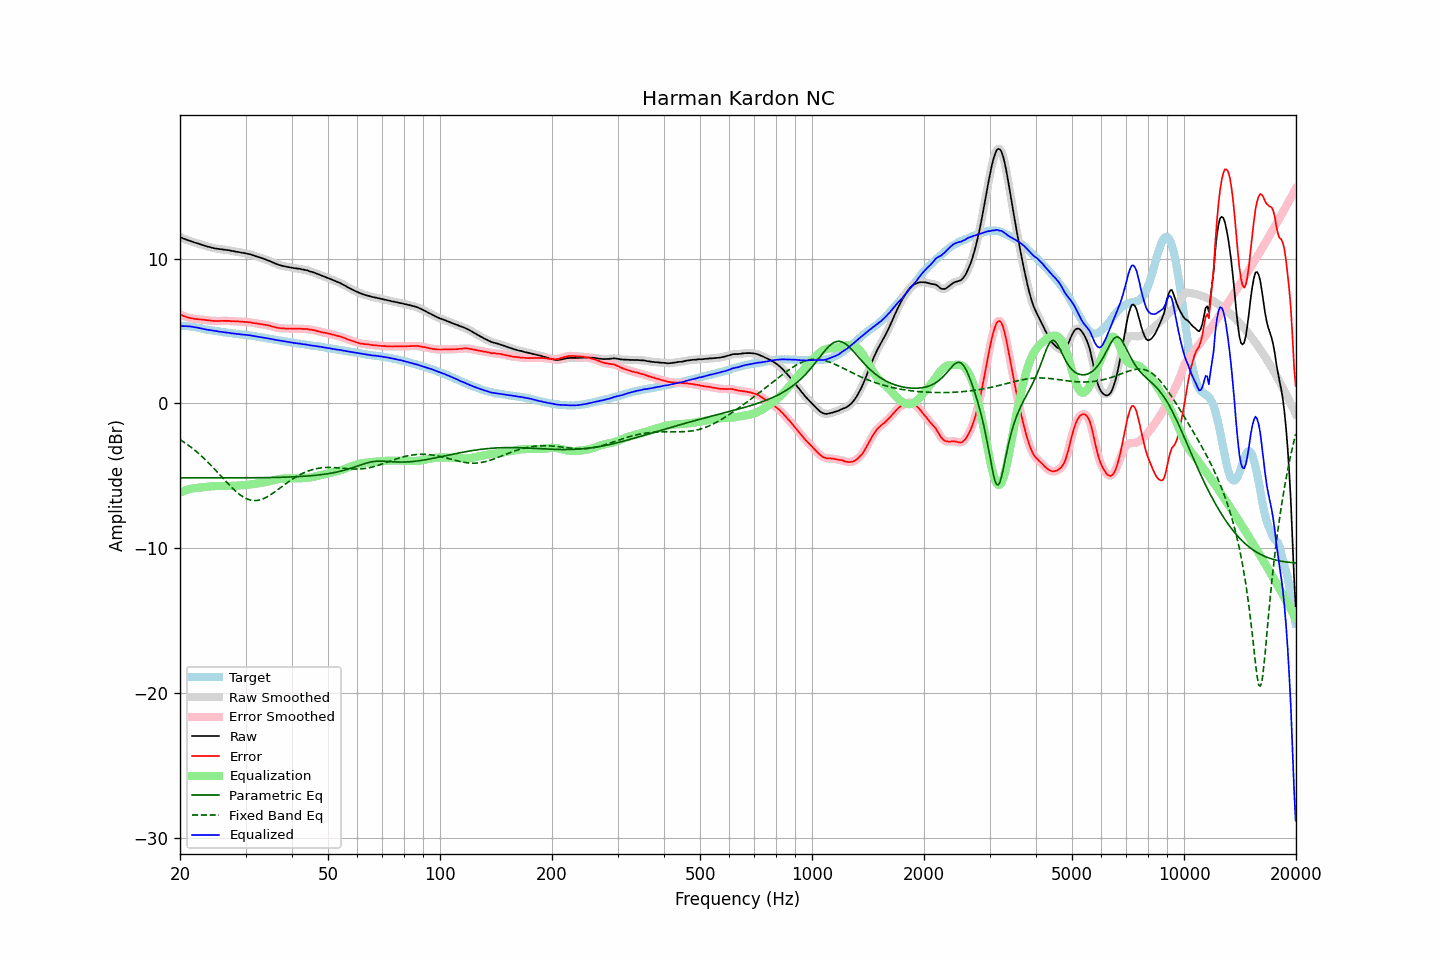 Harman Kardon NC
Amplitude (dBr)
10
0
−10
−20
−30
Target
Raw Smoothed
Error Smoothed
Raw
Error
Equalization
Parametric Eq
Fixed Band Eq
Equalized
20 50 100 200 500 1000 2000 5000 10000 20000
Frequency (Hz)